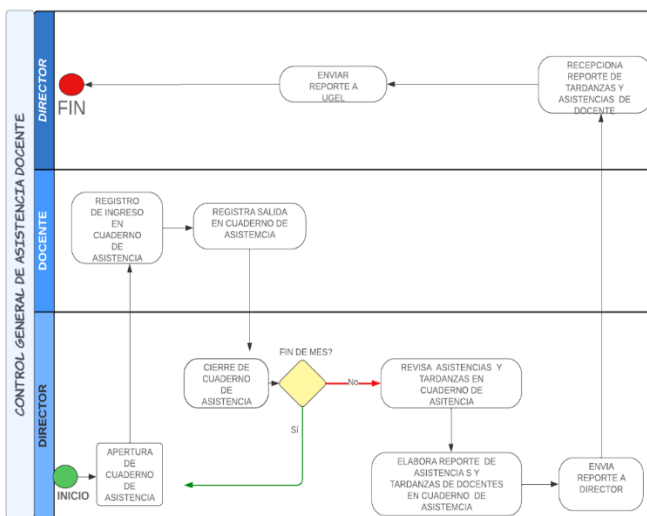 CONTROL GENERAL DE ASISTENCIA DOCENTE
DIRECTOR
FIN
ENVIAR
REPORTE A
UGEL
RECEPCIONA
REPORTE DE
TARDANZAS Y
ASISTENCIAS DE
DOCENTE
DOCENTE
REGISTRO
DE INGRESO
EN
CUADERNO
DE
ASISTENCIA
REGISTRA SALIDA
EN CUADERNO DE
ASISTEMCIA
DIRECTOR
INICIO
APERTURA
DE
CUADERNO
DE
ASISTENCIA
CIERRE DE
CUADERNO DE
ASISTENCIA
FIN DE MES?
No
Sí
REVISA ASISTENCIAS Y
TARDANZAS EN
CUADERNO DE
ASITENCIA
ELABORA REPORTE DE
ASISTENCIA S Y
TARDANZAS DE DOCENTES
EN CUADERNO DE
ASISTEMCIA
ENVIA
REPORTE A
DIRECTOR